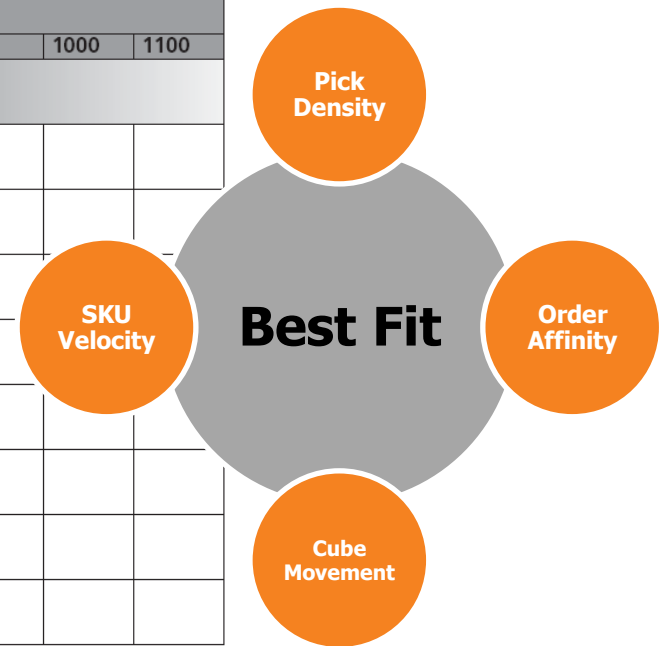 1000 1100
Pick
Density
SKU
Velocity
Best Fit
Order
Affinity
Cube
Movement